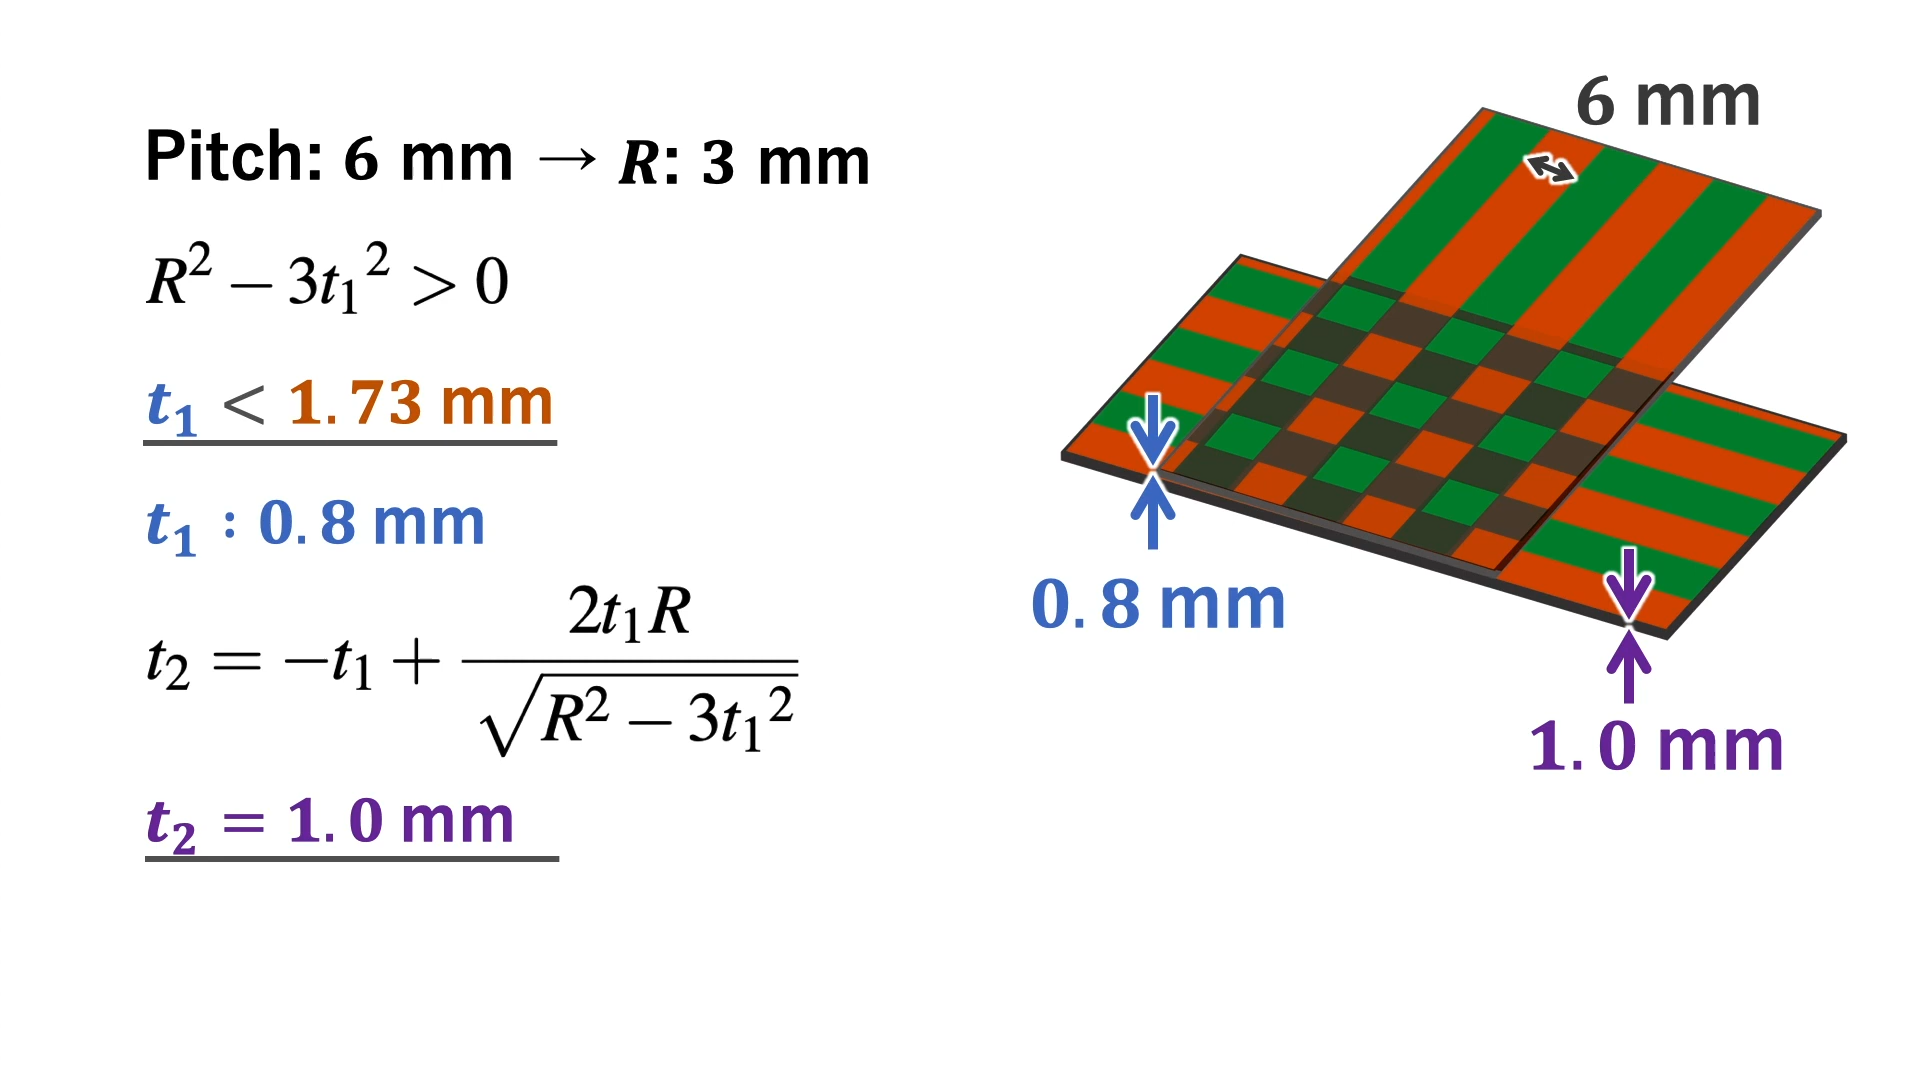 Pitch: 6 mm → R: 3 mm
R² − 3t₁² > 0
t₁ < 1.73 mm
t₁ : 0.8 mm
t₂ = −t₁ + 2t₁R / √(R² − 3t₁²)
t₂ = 1.0 mm
6 mm
0.8 mm
1.0 mm